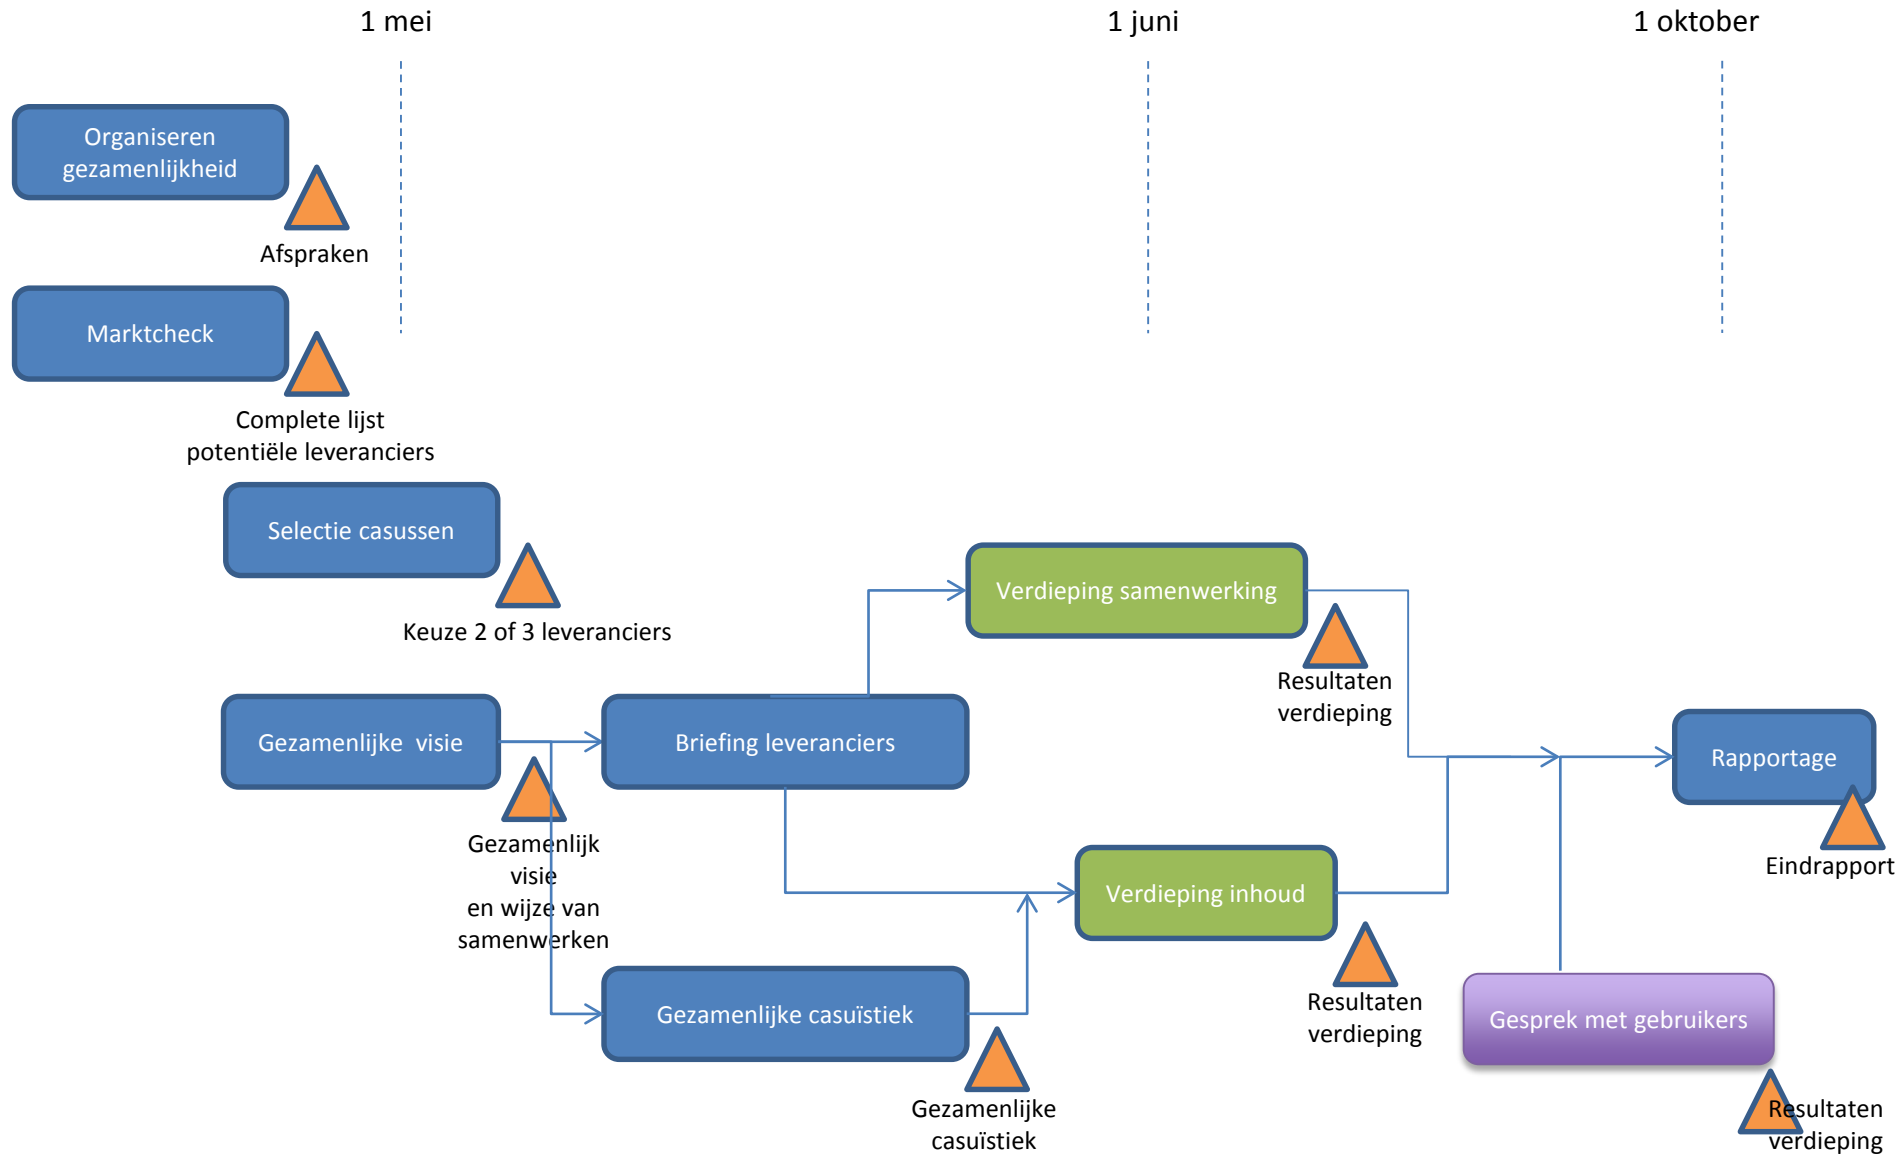 1 mei
1 juni
1 oktober
Organiseren
gezamenlijkheid
Afspraken
Marktcheck
Complete lijst
potentiële leveranciers
Selectie casussen
Keuze 2 of 3 leveranciers
Verdieping samenwerking
Resultaten
verdieping
Gezamenlijke visie
Briefing leveranciers
Rapportage
Gezamenlijk
visie
en wijze van
samenwerken
Eindrapport
Verdieping inhoud
Resultaten
verdieping
Gezamenlijke casuïstiek
Gesprek met gebruikers
Gezamenlijke
casuïstiek
Resultaten
verdieping